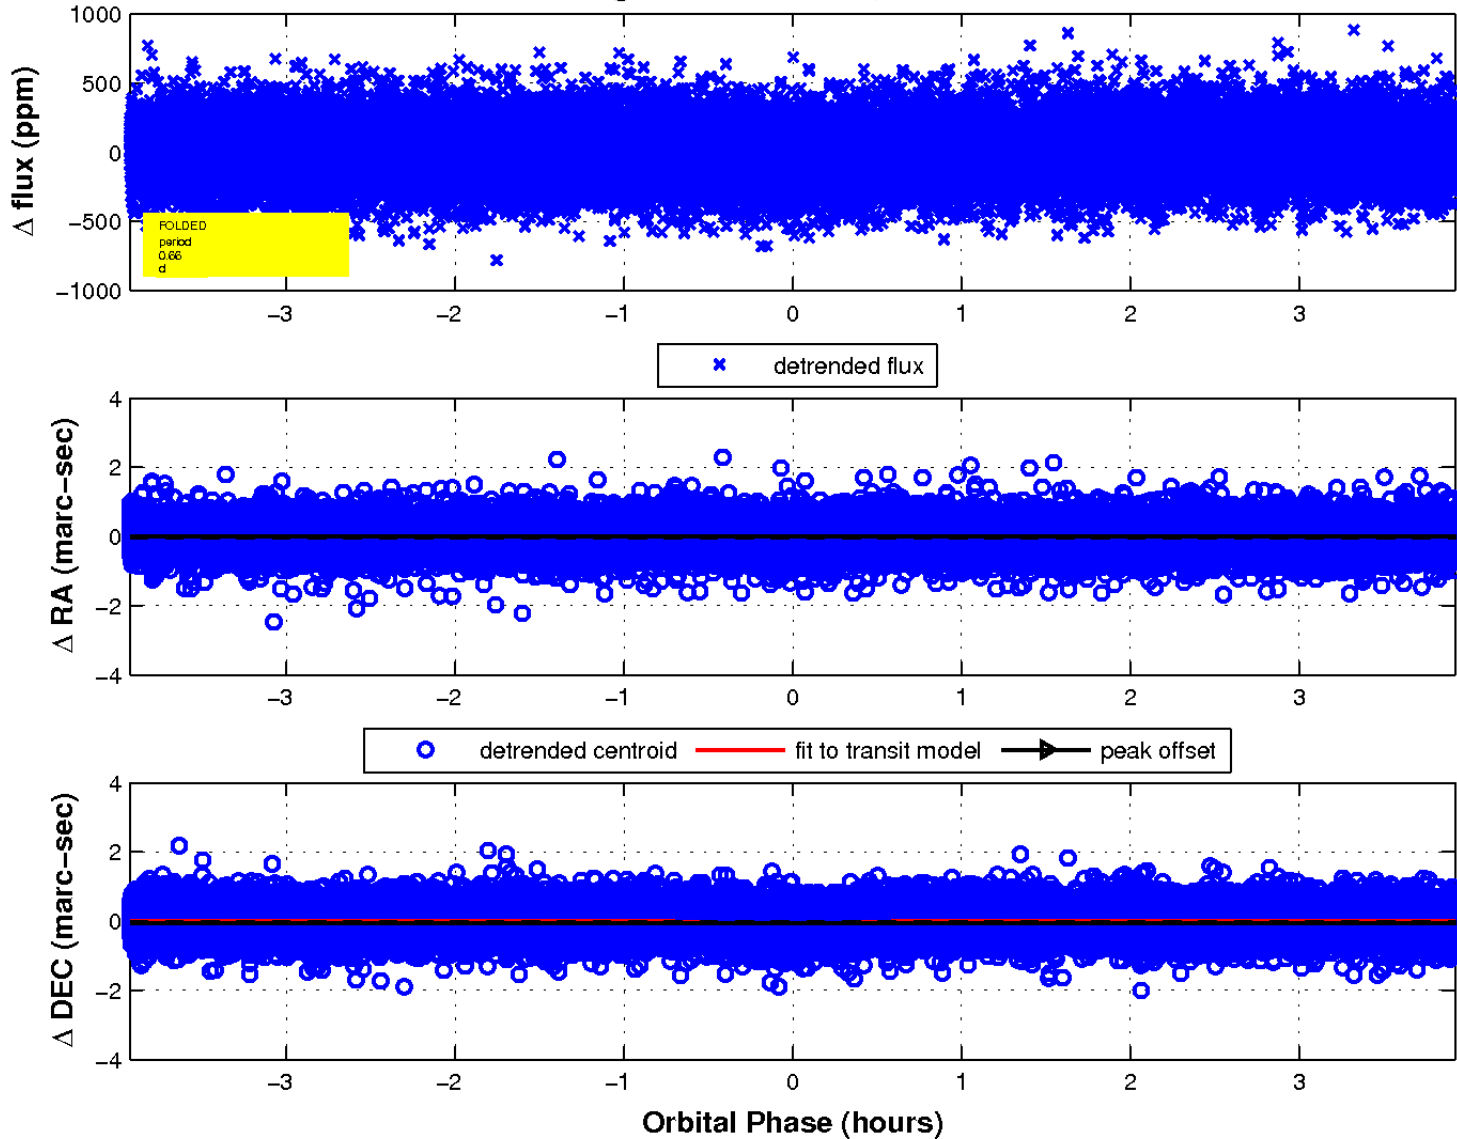 1000
500
0
−500
−1000
Δ flux (ppm)
FOLDED
period
0.66
d
−3 −2 −1 0 1 2 3
detrended flux
4
2
0
−2
−4
Δ RA (marc−sec)
−3 −2 −1 0 1 2 3
detrended centroid fit to transit model peak offset
4
2
0
−2
−4
Δ DEC (marc−sec)
−3 −2 −1 0 1 2 3
Orbital Phase (hours)